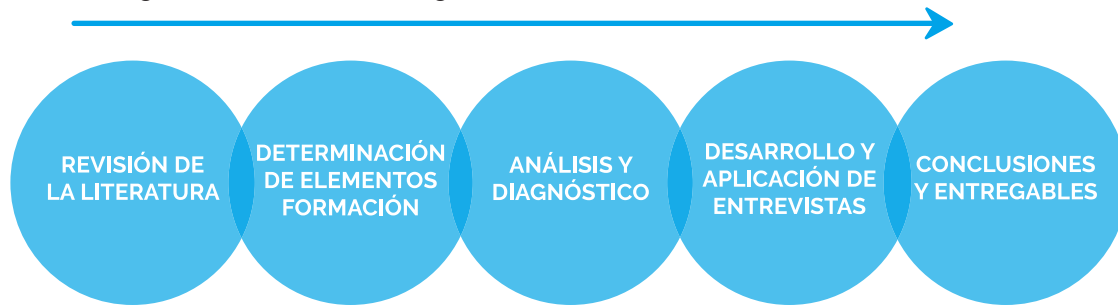 REVISIÓN DE
LA LITERATURA
DETERMINACIÓN
DE ELEMENTOS
FORMACIÓN
ANÁLISIS Y
DIAGNÓSTICO
DESARROLLO Y
APLICACIÓN DE
ENTREVISTAS
CONCLUSIONES
Y ENTREGABLES